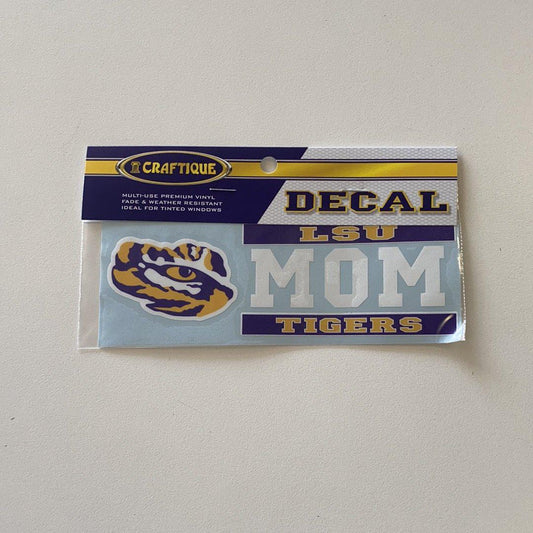 CRAFTIQUE
MULTI-USE PREMIUM VINYL
FADE & WEATHER RESISTANT
IDEAL FOR TINTED WINDOWS
DECAL
LSU
MOM
TIGERS